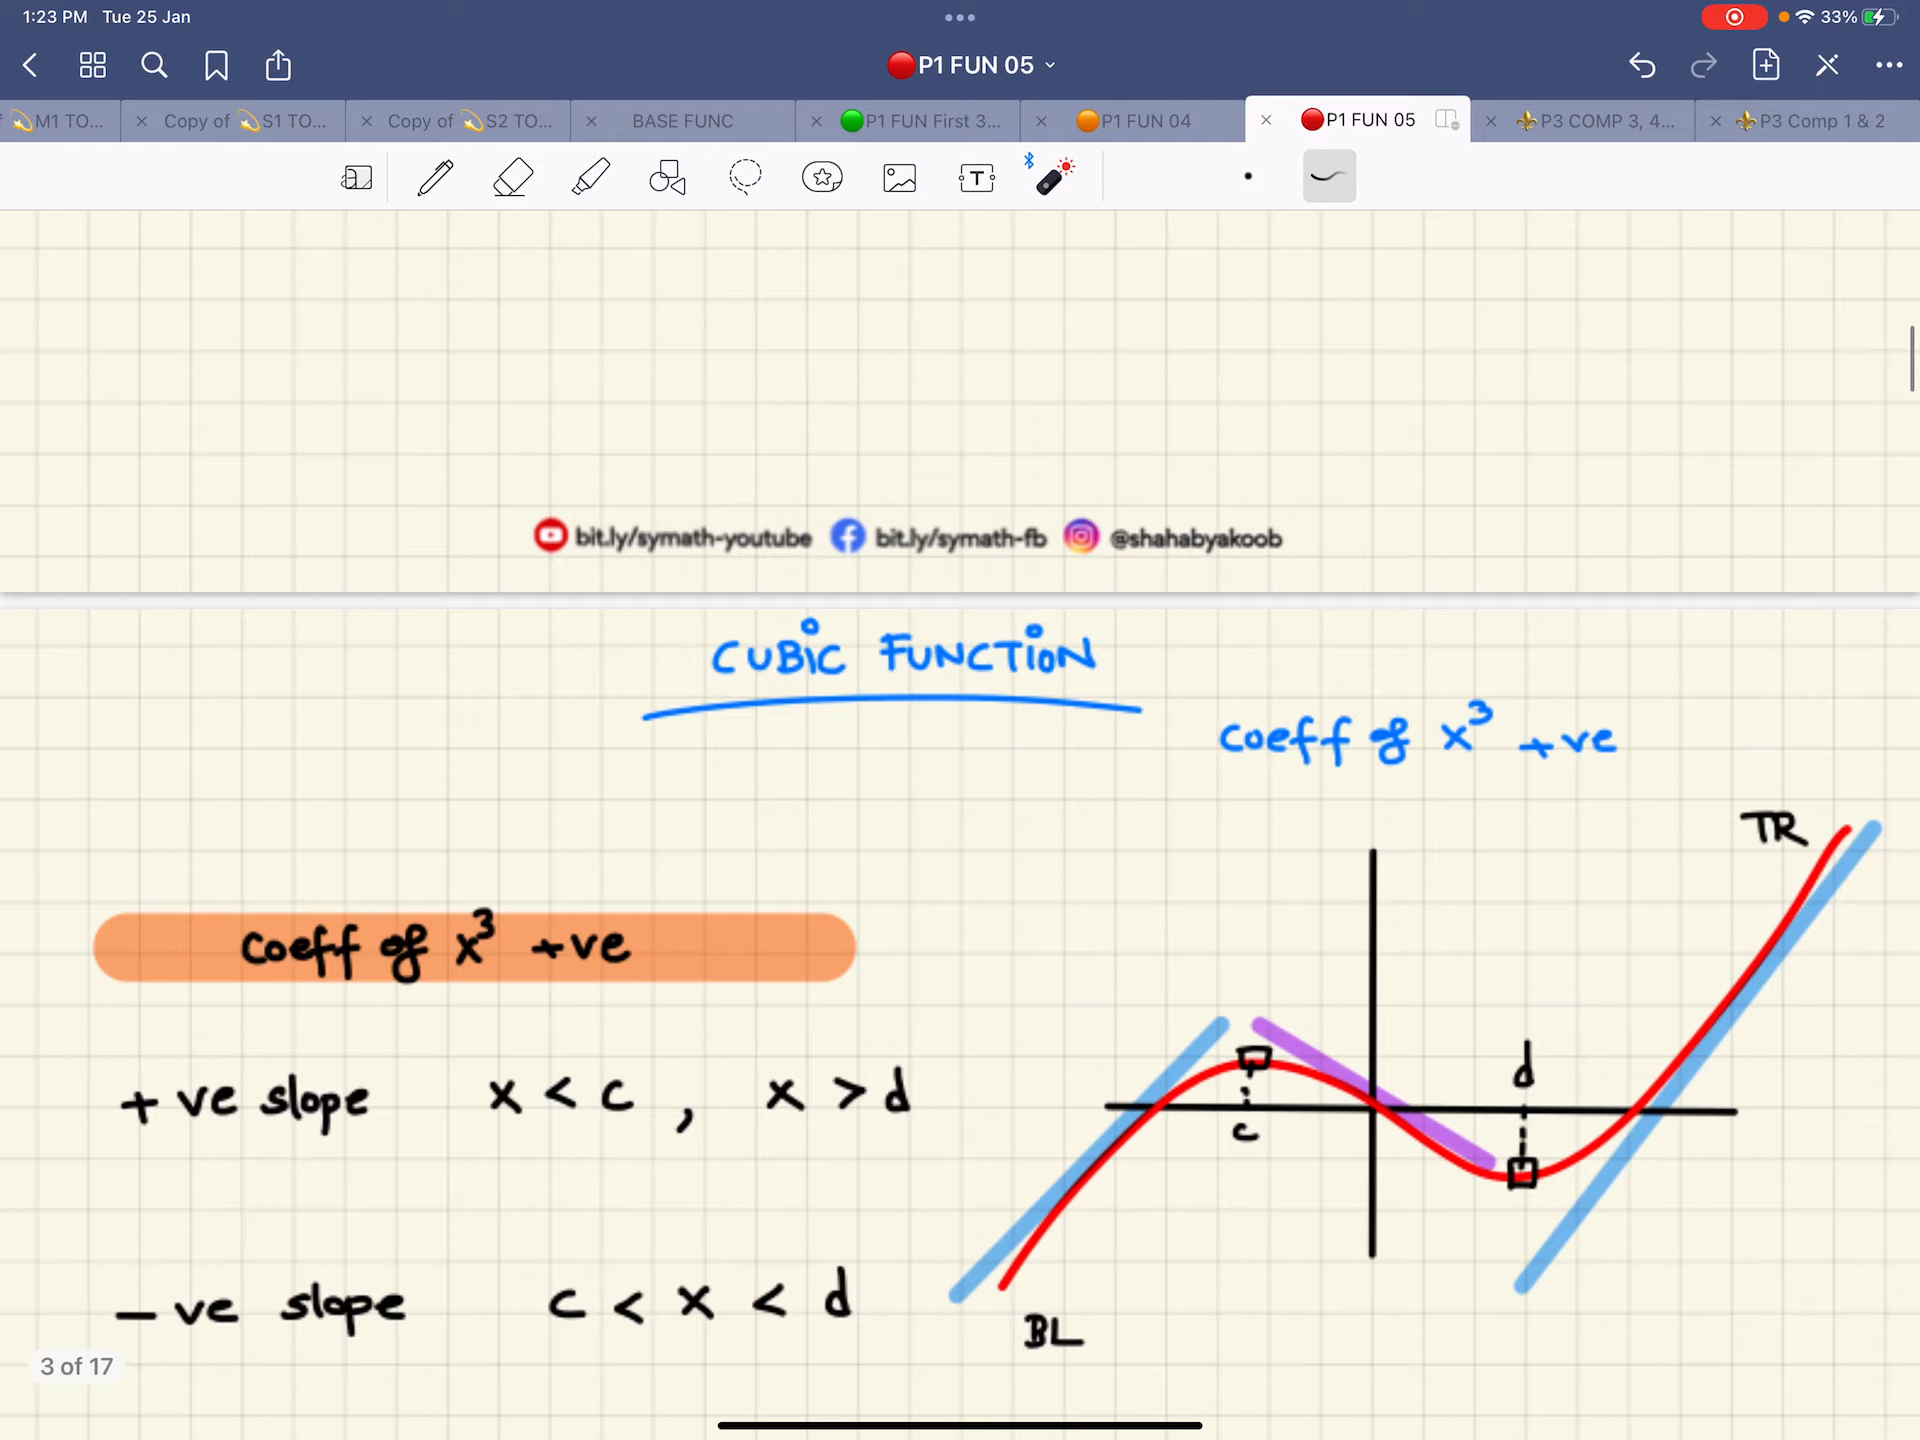 1:23 PM Tue 25 Jan
33%
P1 FUN 05
M1 TO...
Copy of S1 TO...
Copy of S2 TO...
BASE FUNC
P1 FUN First 3...
P1 FUN 04
P1 FUN 05
P3 COMP 3, 4...
P3 Comp 1 & 2
bit.ly/symath-youtube bit.ly/symath-fb @shahabyakoob
CUBIC FUNCTION
coeff of x³ +ve
TR
coeff of x³ +ve
d
+ve slope x < c , x > d
c
-ve slope c < x < d
BL
3 of 17